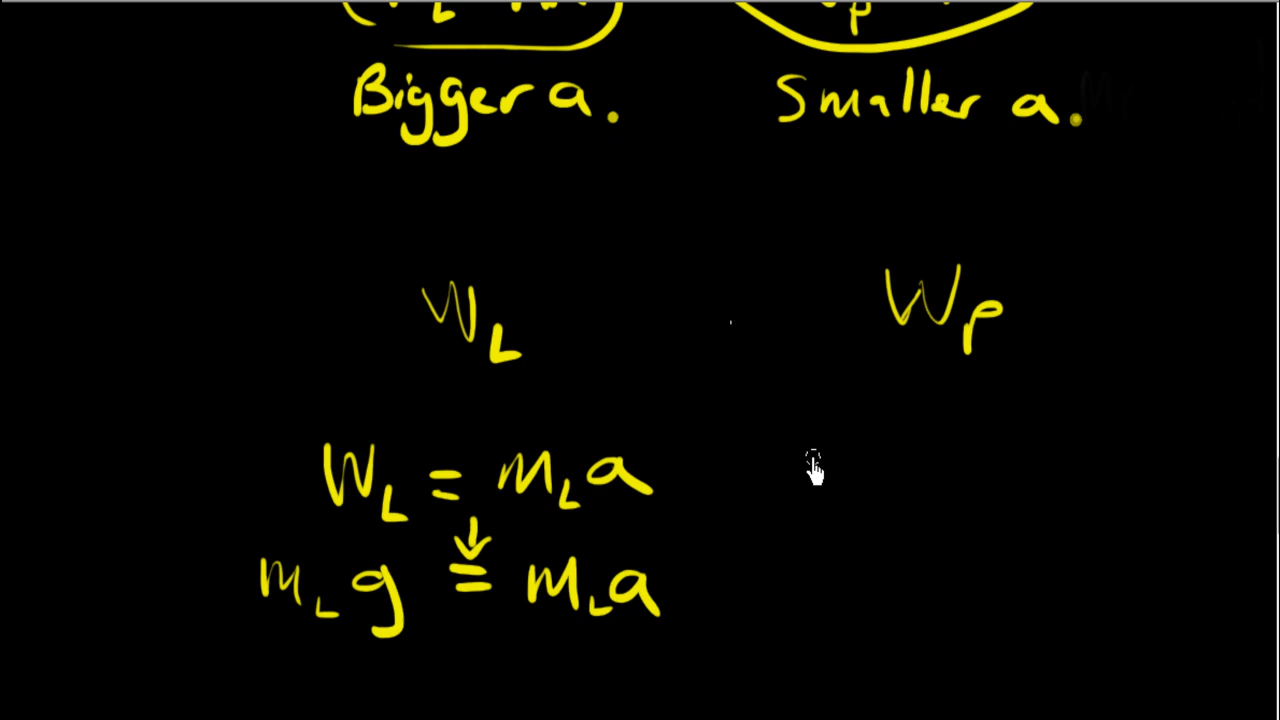 Bigger a. Smaller a.
W_L W_p
W_L = m_L a
m_L g = m_L a